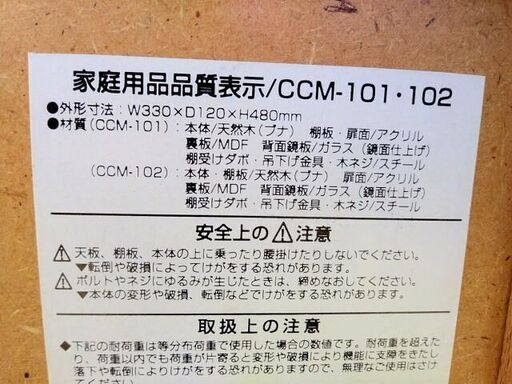 家庭用品品質表示/CCM-101・102
●外形寸法：W330×D120×H480mm
●材質（CCM-101）：本体/天然木（ブナ） 棚板・扉面/アクリル
裏板/MDF 背面鏡板/ガラス（鏡面仕上げ）
棚受けダボ・吊下げ金具・木ネジ/スチール
（CCM-102）：本体・棚板/天然木（ブナ） 扉面/アクリル
裏板/MDF 背面鏡板/ガラス（鏡面仕上げ）
棚受けダボ・吊下げ金具・木ネジ/スチール
安全上の⚠注意
⚠天板、棚板、本体の上に乗ったり腰掛けたりしないでください。
▼転倒や破損によってけがをする恐れがあります。
⚠ボルトやネジにゆるみが生じたときは、締めなおしてください。
▼本体の変形や破損、転倒などでけがをする恐れがあります。
取扱上の注意
◆下記の耐荷重は等分布荷重で使用した場合の数値です。耐荷重を超えた
り、荷重以内でも荷重が片寄ると変形や破損により機能に支障をきたし
落下や転倒によりけがをする恐れがありますので、無理なご使用はさけ
てください。